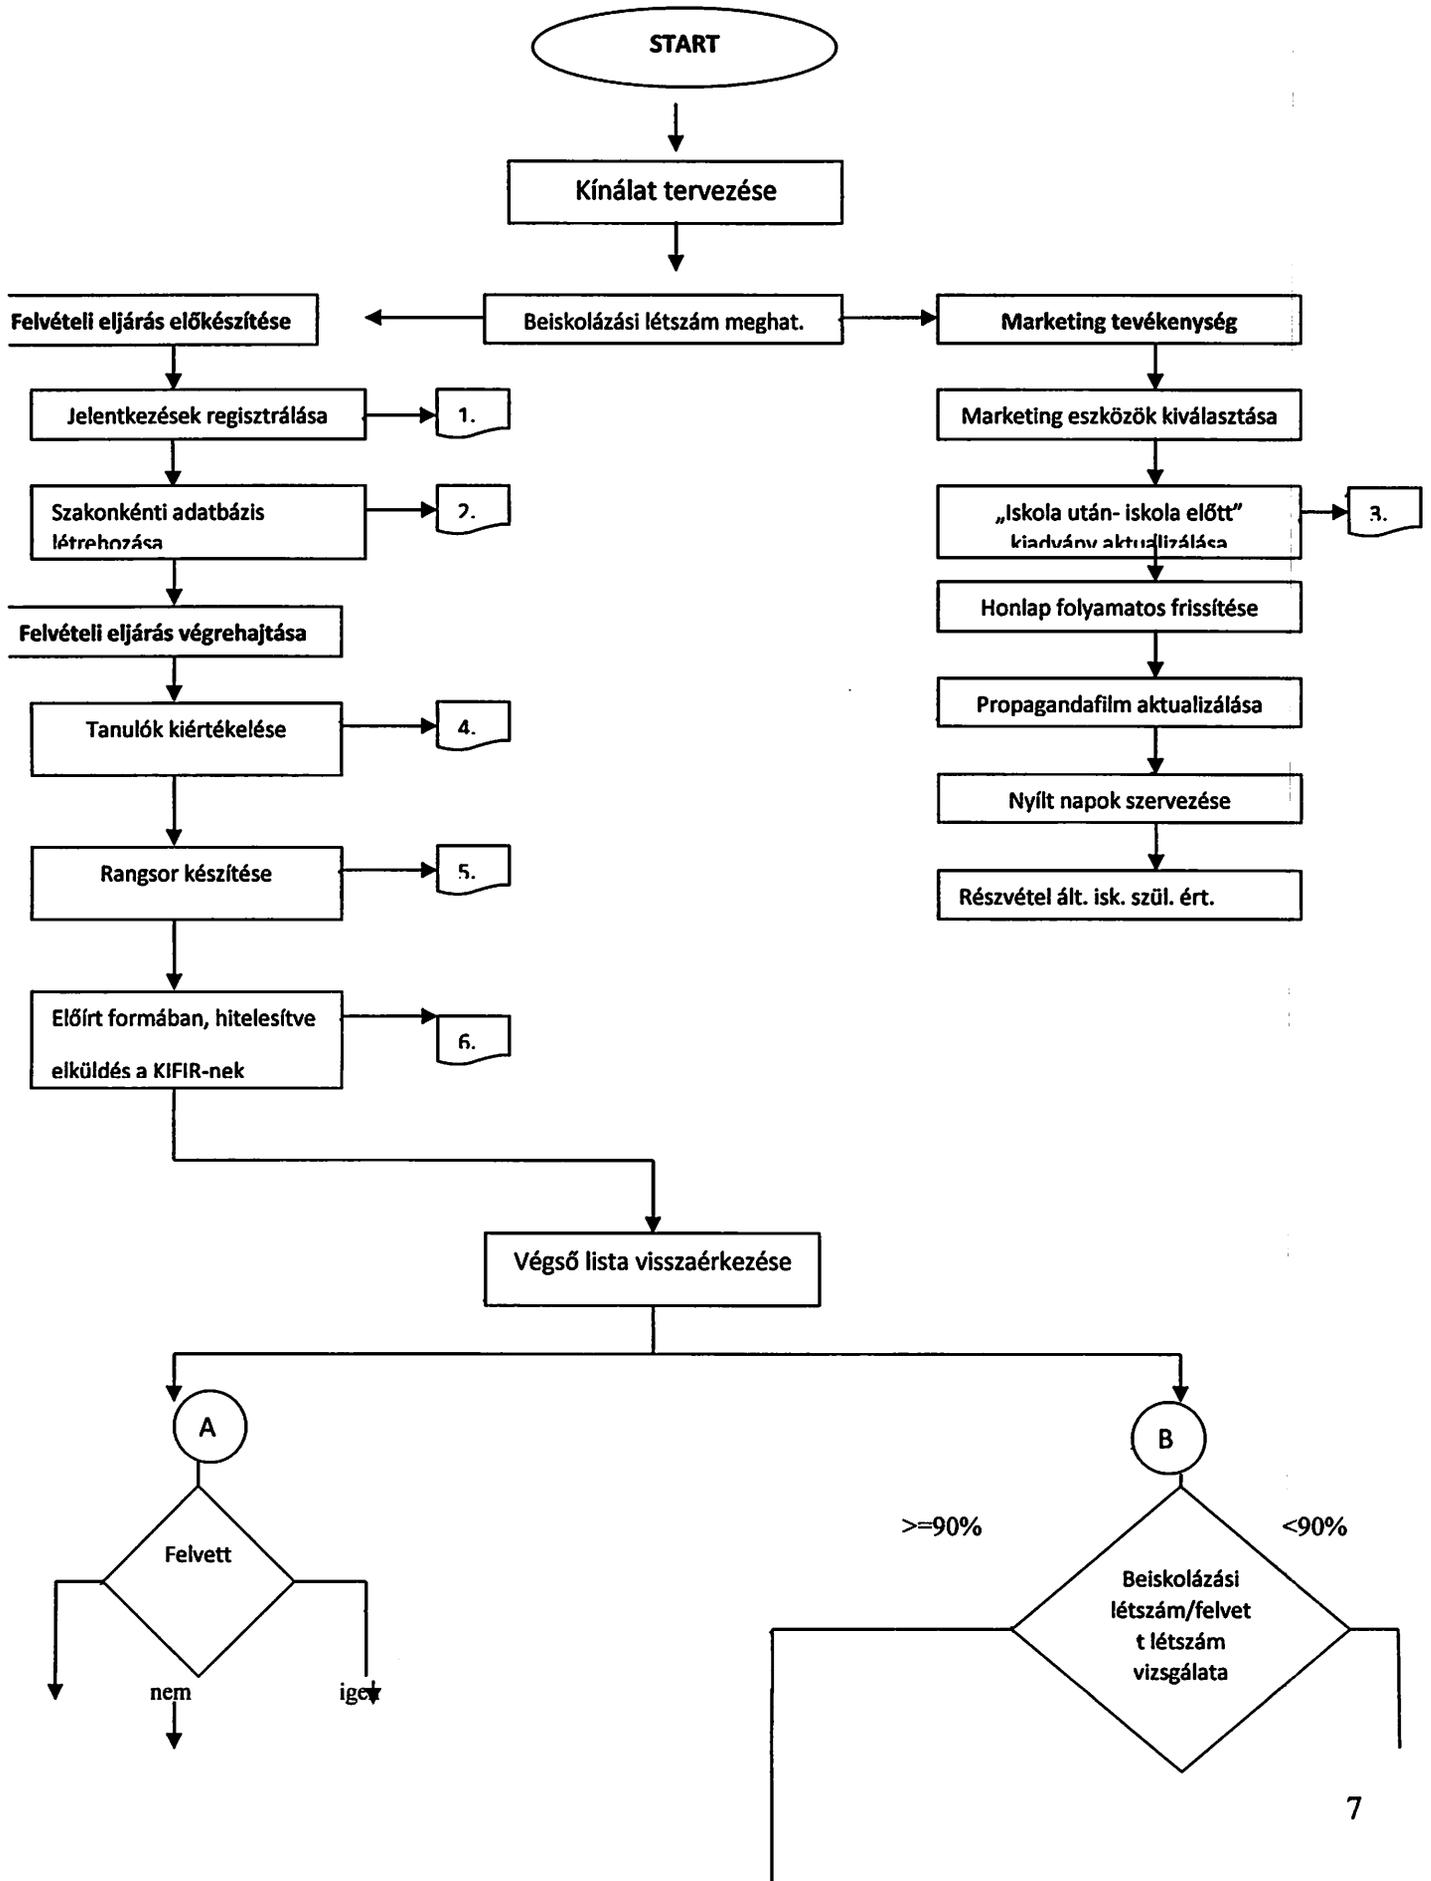 START
Kínálat tervezése
Felvételi eljárás előkészítése
Beiskolázási létszám meghat.
Marketing tevékenység
Jelentkezések regisztrálása
1.
Marketing eszközök kiválasztása
Szakonkénti adatbázis
létrehozása
2.
„Iskola után- iskola előtt”
kiadvány aktualizálása
3.
Honlap folyamatos frissítése
Felvételi eljárás végrehajtása
Propagandafilm aktualizálása
Tanulók kiértékelése
4.
Nyílt napok szervezése
Rangsor készítése
5.
Részvétel ált. isk. szül. ért.
Előírt formában, hitelesítve
elküldés a KIFIR-nek
6.
Végső lista visszaérkezése
A
B
>=90%
<90%
Felvett
Beiskolázási
létszám/felvet
t létszám
vizsgálata
nem
igen
7